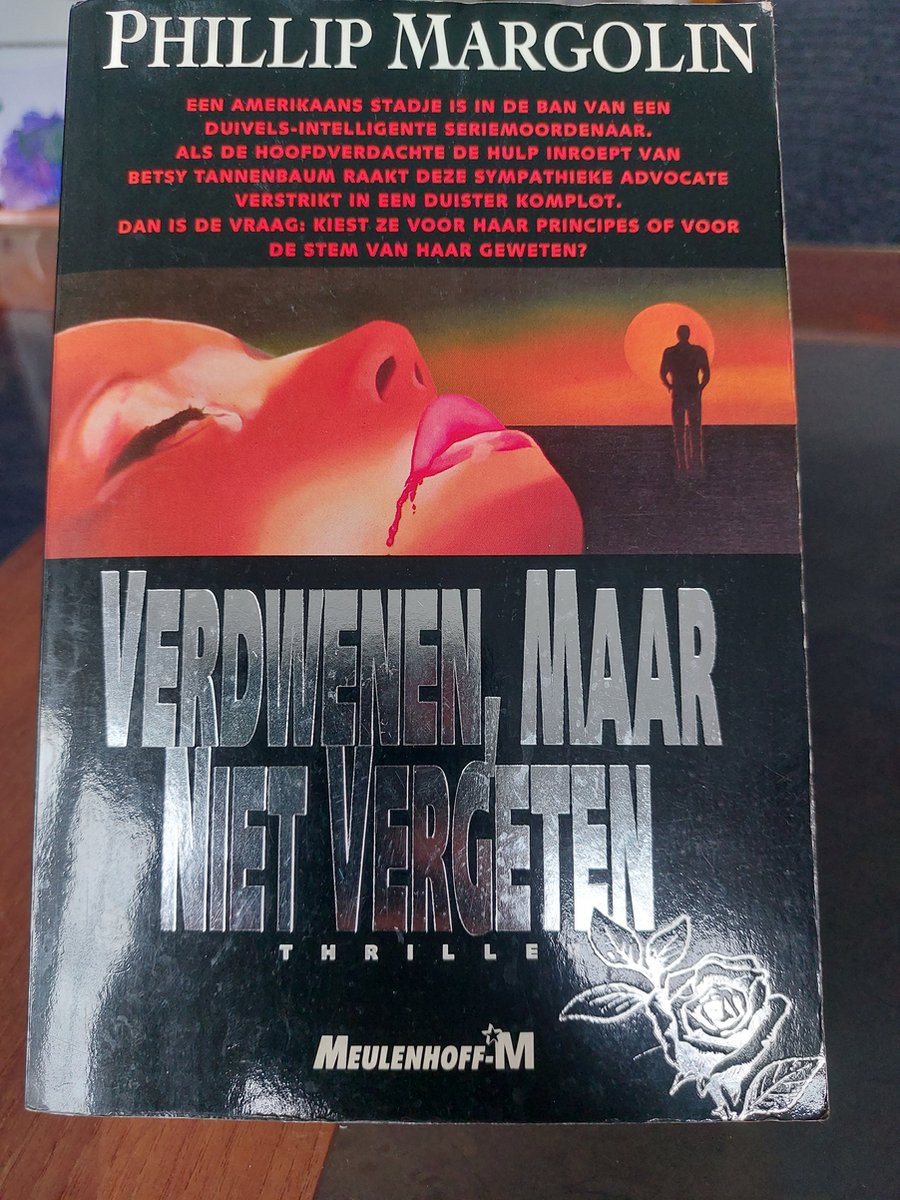 PHILLIP MARGOLIN
EEN AMERIKAANS STADJE IS IN DE BAN VAN EEN
DUIVELS-INTELLIGENTE SERIEMOORDENAAR.
ALS DE HOOFDVERDACHTE DE HULP INROEPT VAN
BETSY TANNENBAUM RAAKT DEZE SYMPATHIEKE ADVOCATE
VERSTRIKT IN EEN DUISTER KOMPLOT.
DAN IS DE VRAAG: KIEST ZE VOOR HAAR PRINCIPES OF VOOR
DE STEM VAN HAAR GEWETEN?
VERDWENEN, MAAR
NIET VERGETEN
THRILLE
MEULENHOFF-M